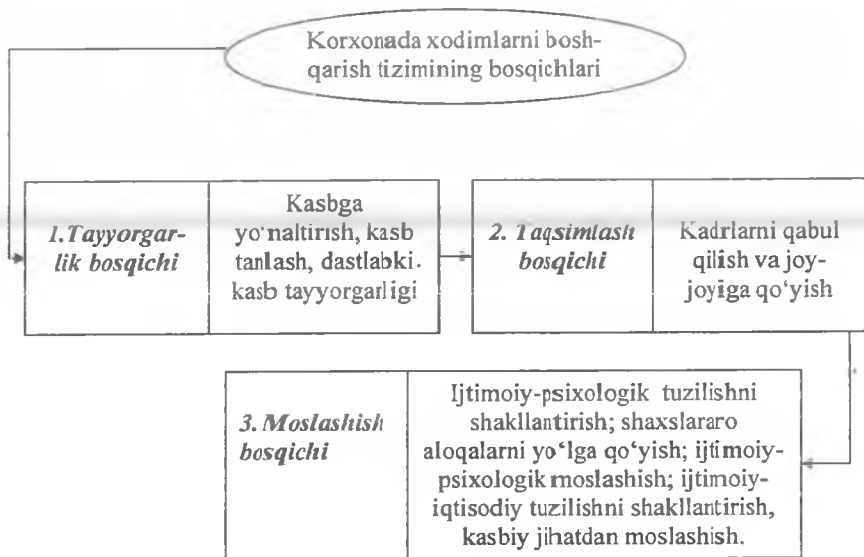 Korxonada xodimlarni bosh-
qarish tizimining bosqichlari
1. Tayyorgar-
lik bosqichi
Kasbga
yo‘naltirish, kasb
tanlash, dastlabki
kasb tayyorgarligi
2. Taqsimlash
bosqichi
Kadrlarni qabul
qilish va joy-
joyiga qo‘yish
3. Moslashish
bosqichi
Ijtimoiy-psixologik tuzilishni
shakllantirish; shaxslararo
aloqalarni yo‘lga qo‘yish; ijtimoiy-
psixologik moslashish; ijtimoiy-
iqtisodiy tuzilishni shakllantirish,
kasbiy jihatdan moslashish.